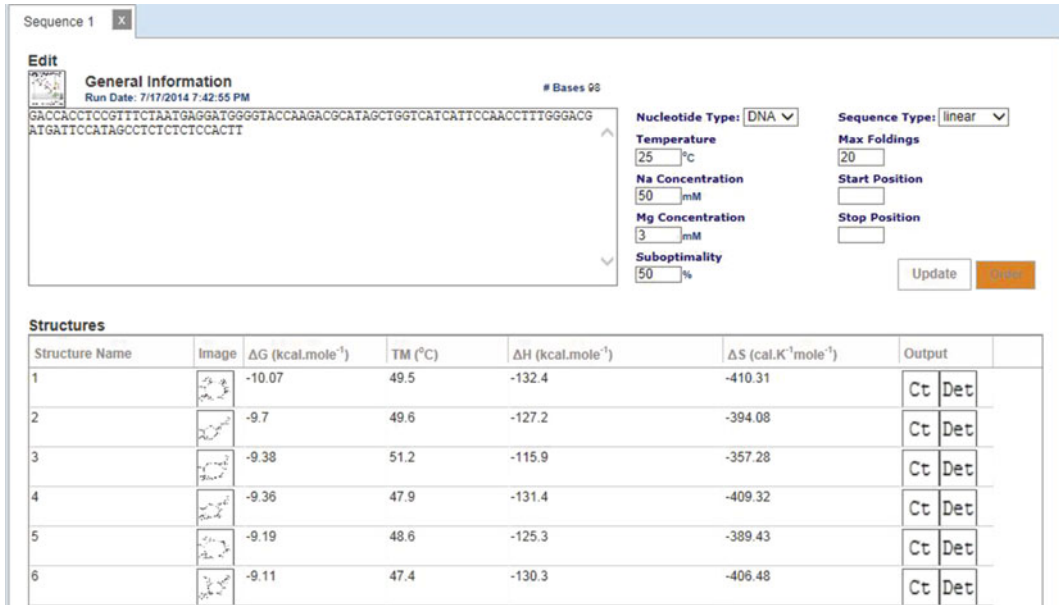 Sequence 1 X
Edit
General Information
Run Date: 7/17/2014 7:42:55 PM
# Bases 98
GACCACCTCCGTTTCTAATGAGGATGGGGTACCAAGACGCATAGCTGGTCATCATTCCAACCTTTGGGACG
ATGATTCCATAGCCTCTCTCTCCACTT
Nucleotide Type: DNA Sequence Type: linear
Temperature Max Foldings
25 °C 20
Na Concentration Start Position
50 mM
Mg Concentration Stop Position
3 mM
Suboptimality
50 %
Update Order
Structures
Structure Name Image ΔG (kcal.mole⁻¹) TM (°C) ΔH (kcal.mole⁻¹) ΔS (cal.K⁻¹mole⁻¹) Output
1 -10.07 49.5 -132.4 -410.31 Ct Det
2 -9.7 49.6 -127.2 -394.08 Ct Det
3 -9.38 51.2 -115.9 -357.28 Ct Det
4 -9.36 47.9 -131.4 -409.32 Ct Det
5 -9.19 48.6 -125.3 -389.43 Ct Det
6 -9.11 47.4 -130.3 -406.48 Ct Det